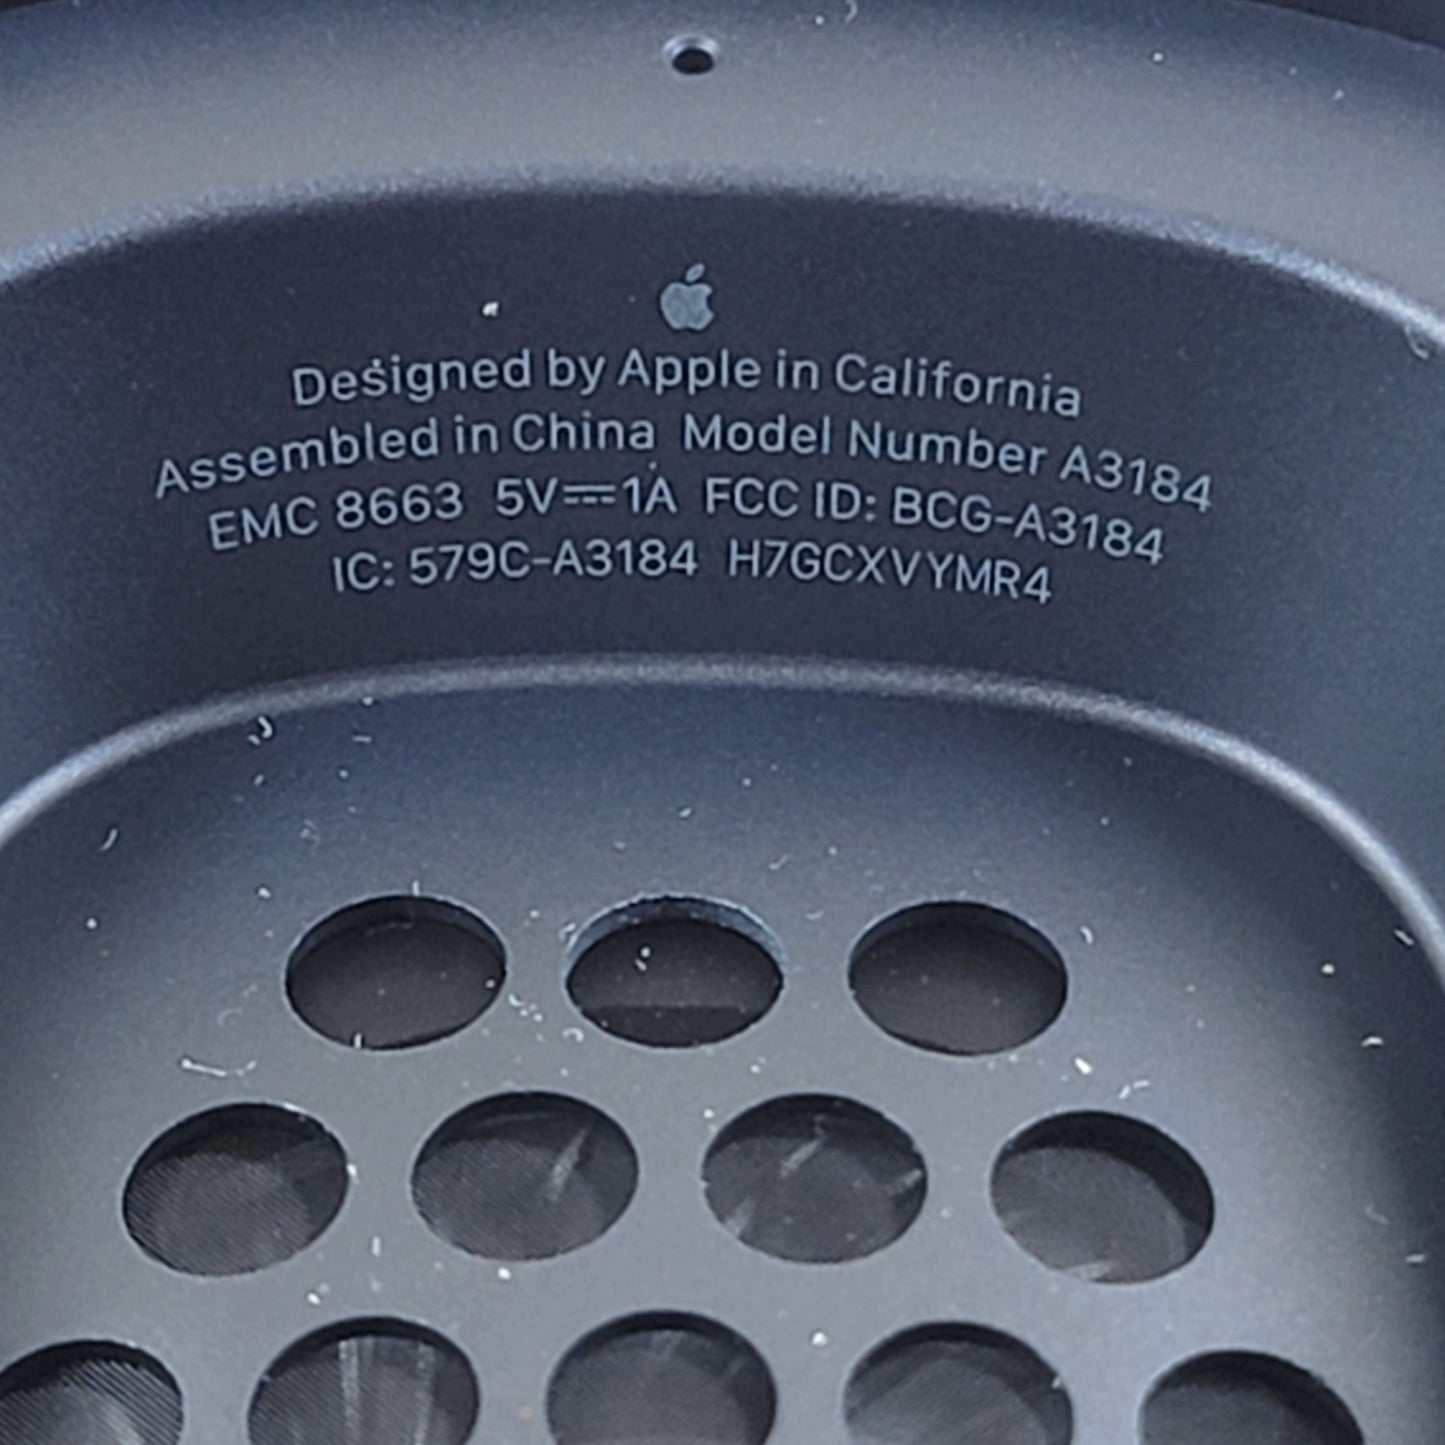 Designed by Apple in California
Assembled in China Model Number A3184
EMC 8663 5V⎓1A FCC ID: BCG-A3184
IC: 579C-A3184 H7GCXVYMR4